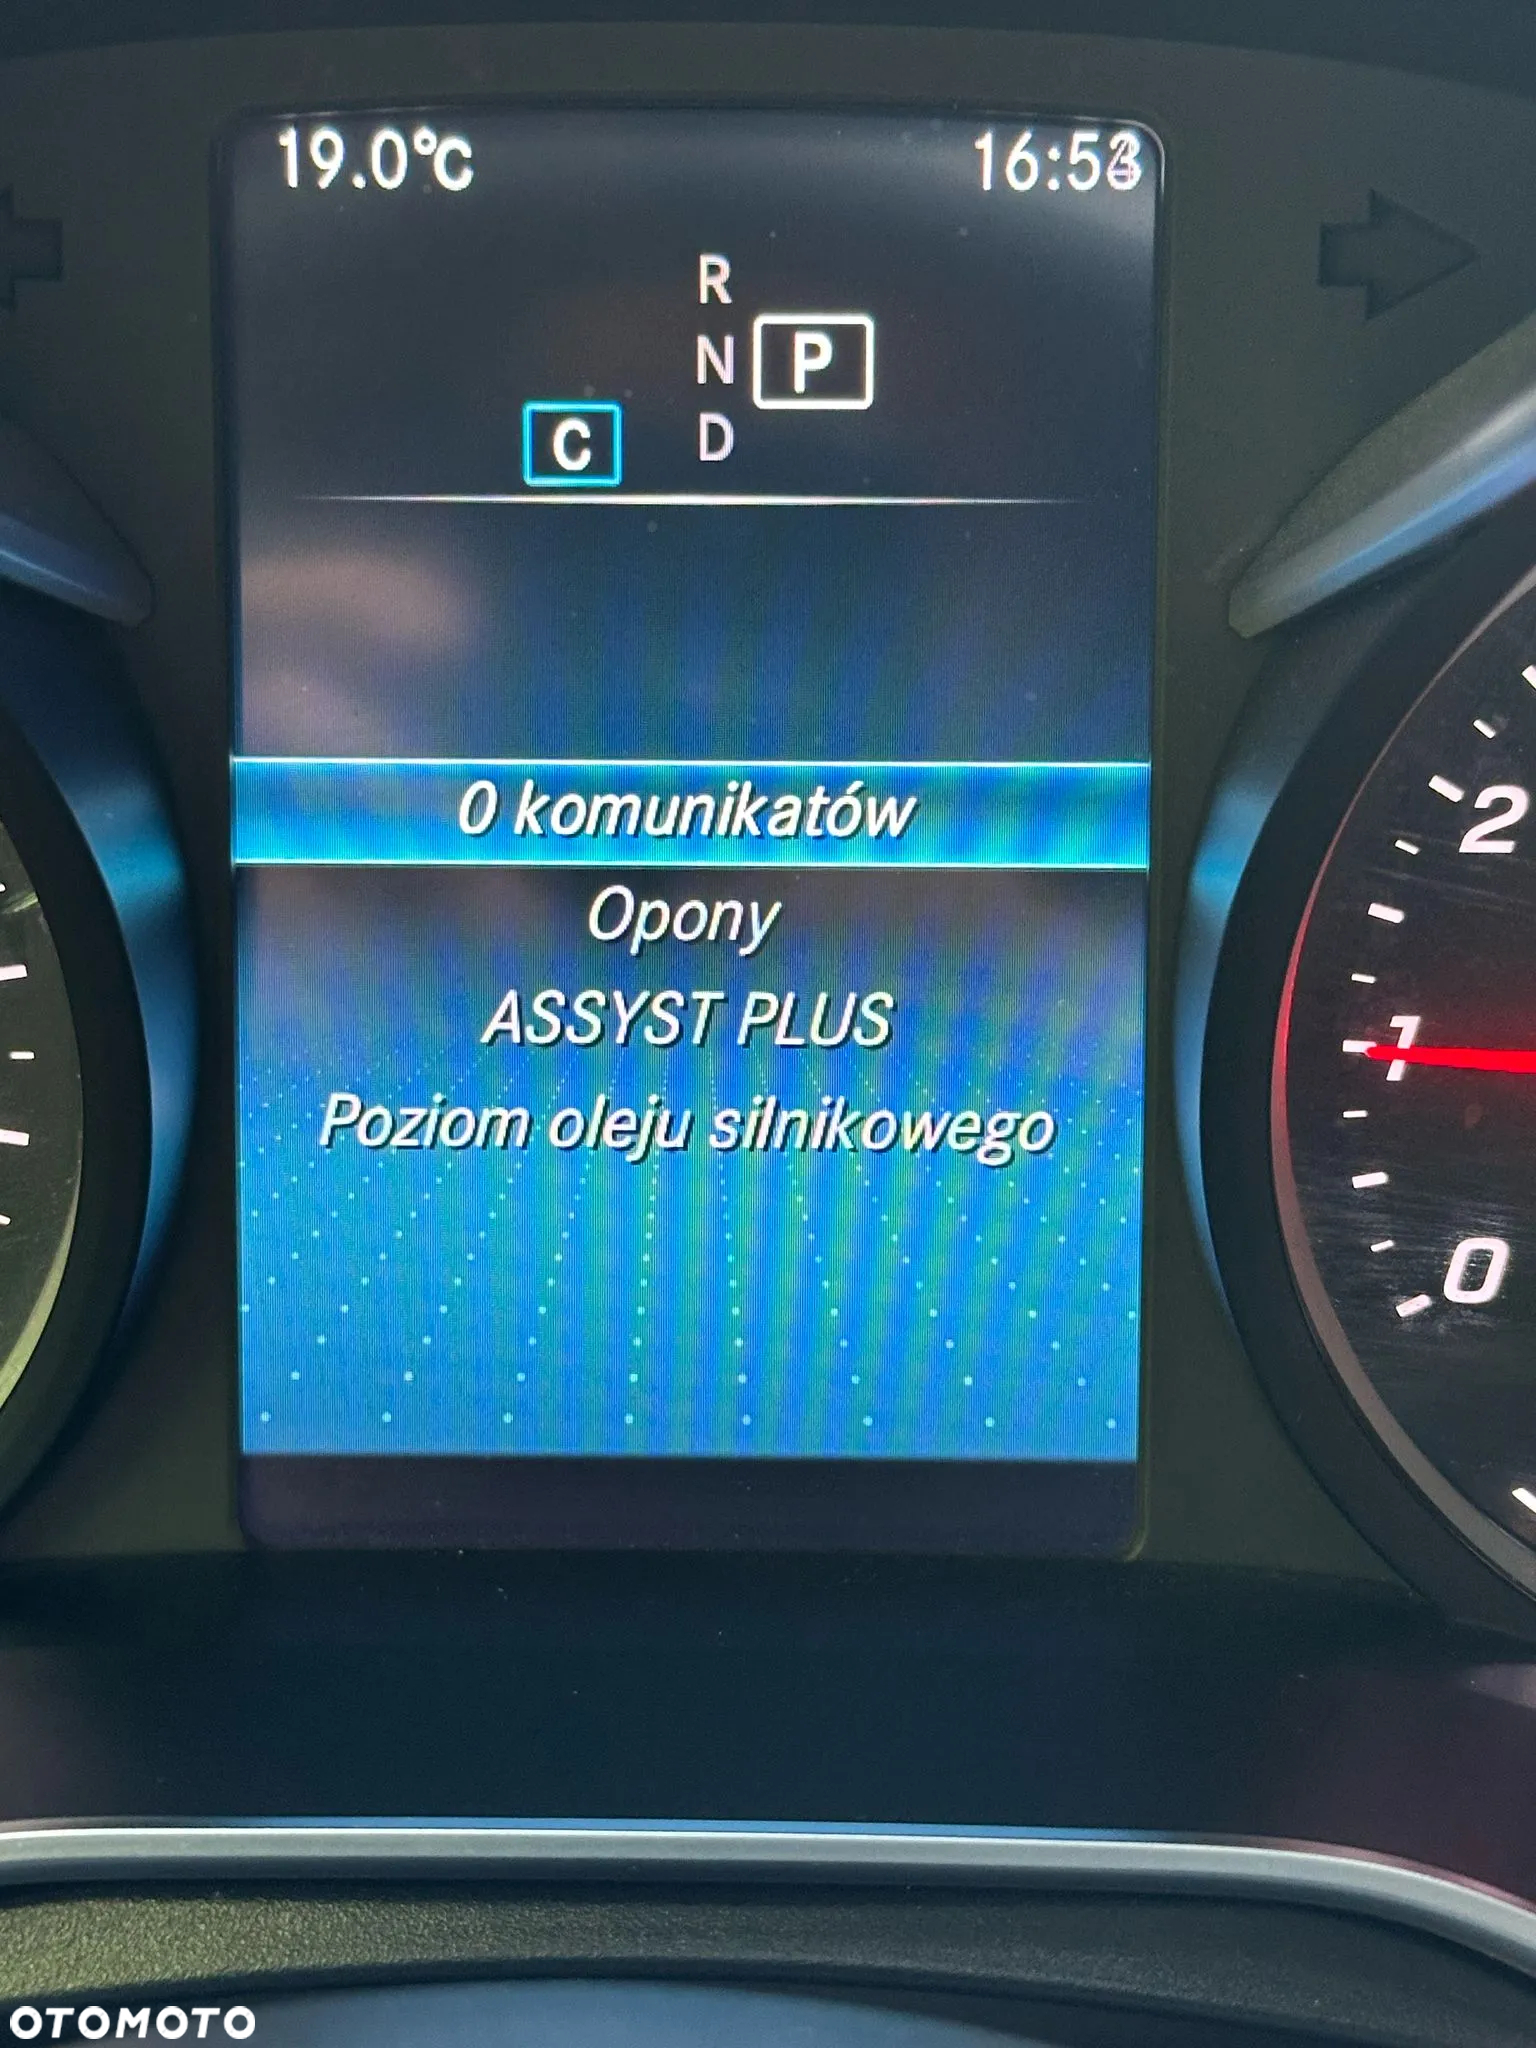 19.0°C
R
N P
C D
0 komunikatów
Opony
ASSYST PLUS
Poziom oleju silnikowego
2
1
0
OTOMOTO